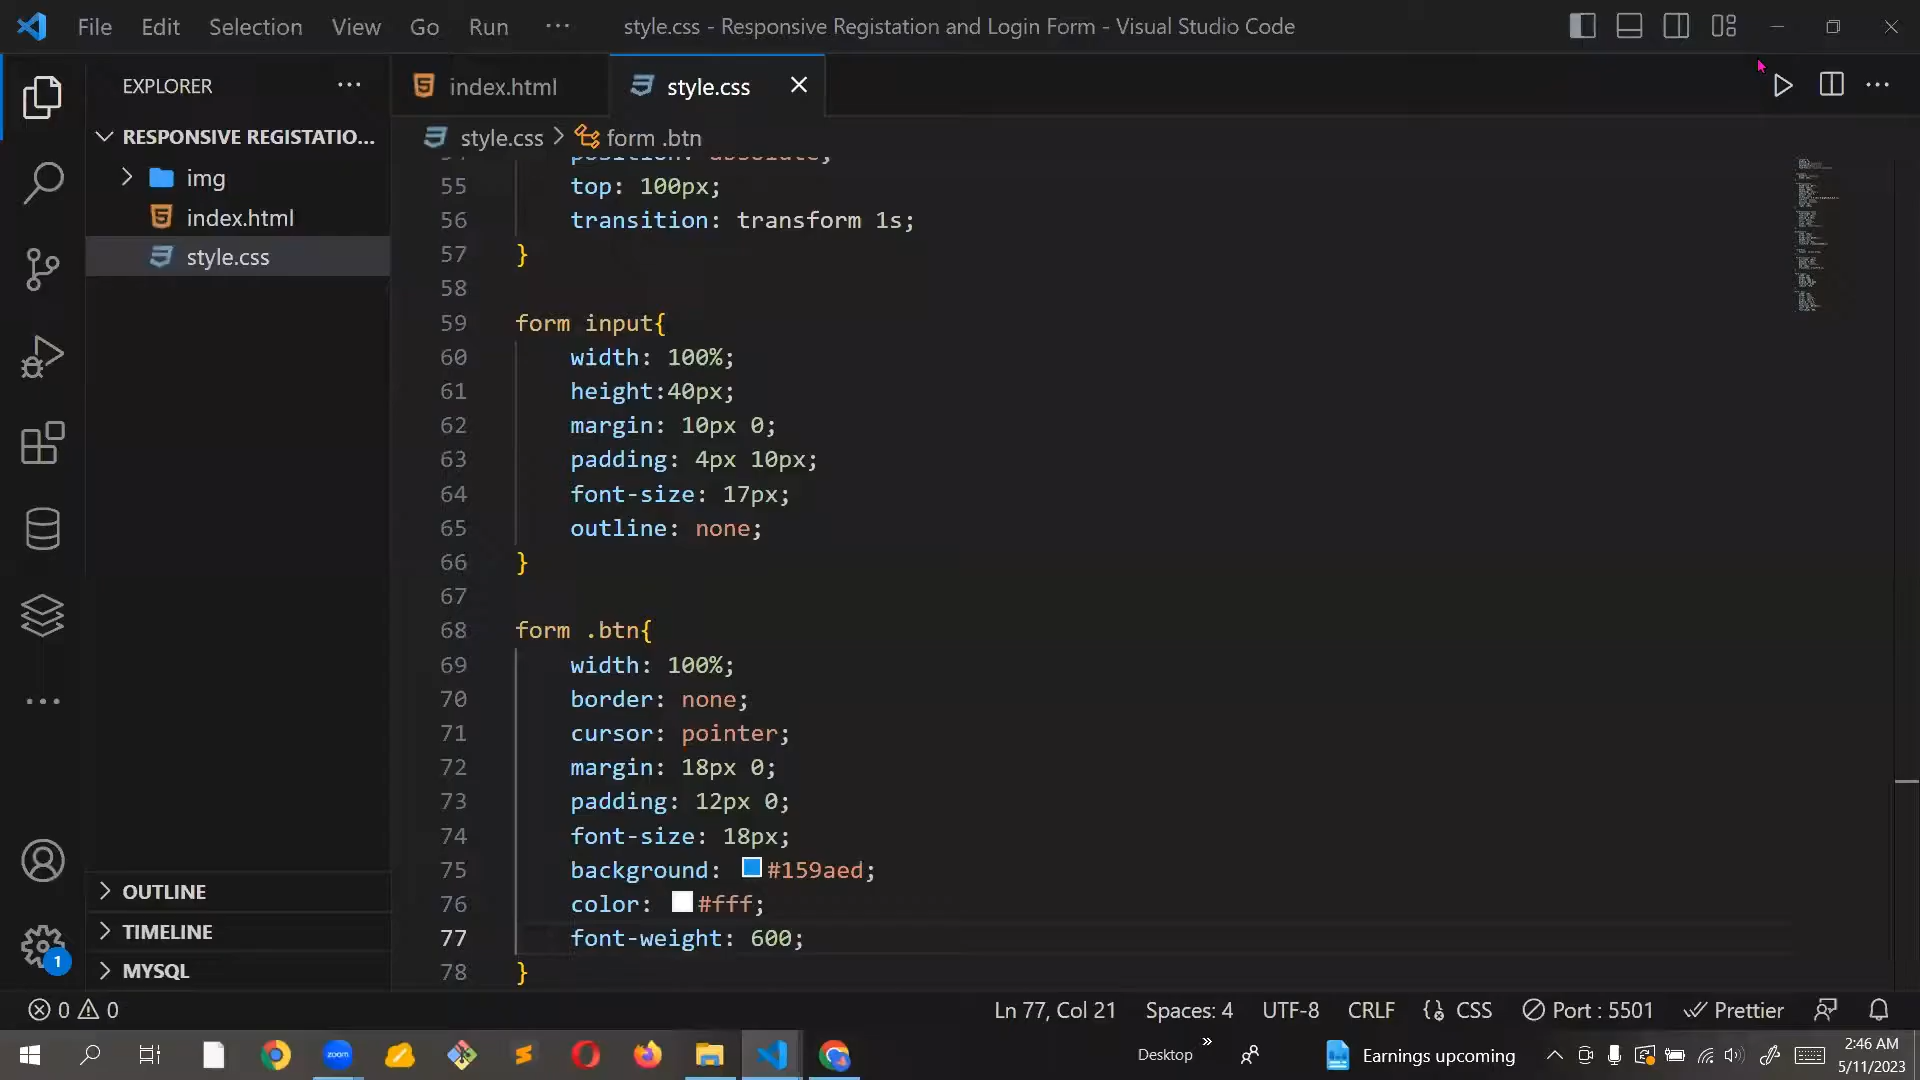 File Edit Selection View Go Run ··· style.css - Responsive Registation and Login Form - Visual Studio Code
EXPLORER ···
index.html
style.css
RESPONSIVE REGISTATIO...
img
index.html
style.css
style.css > form .btn
54 position: absolute;
55 top: 100px;
56 transition: transform 1s;
57 }
58
59 form input{
60 width: 100%;
61 height:40px;
62 margin: 10px 0;
63 padding: 4px 10px;
64 font-size: 17px;
65 outline: none;
66 }
67
68 form .btn{
69 width: 100%;
70 border: none;
71 cursor: pointer;
72 margin: 18px 0;
73 padding: 12px 0;
74 font-size: 18px;
75 background: #159aed;
76 color: #fff;
77 font-weight: 600;
78 }
OUTLINE
TIMELINE
MYSQL
1
0 0
Ln 77, Col 21 Spaces: 4 UTF-8 CRLF {} CSS Port : 5501 Prettier
zoom
Desktop
Earnings upcoming
2:46 AM
5/11/2023